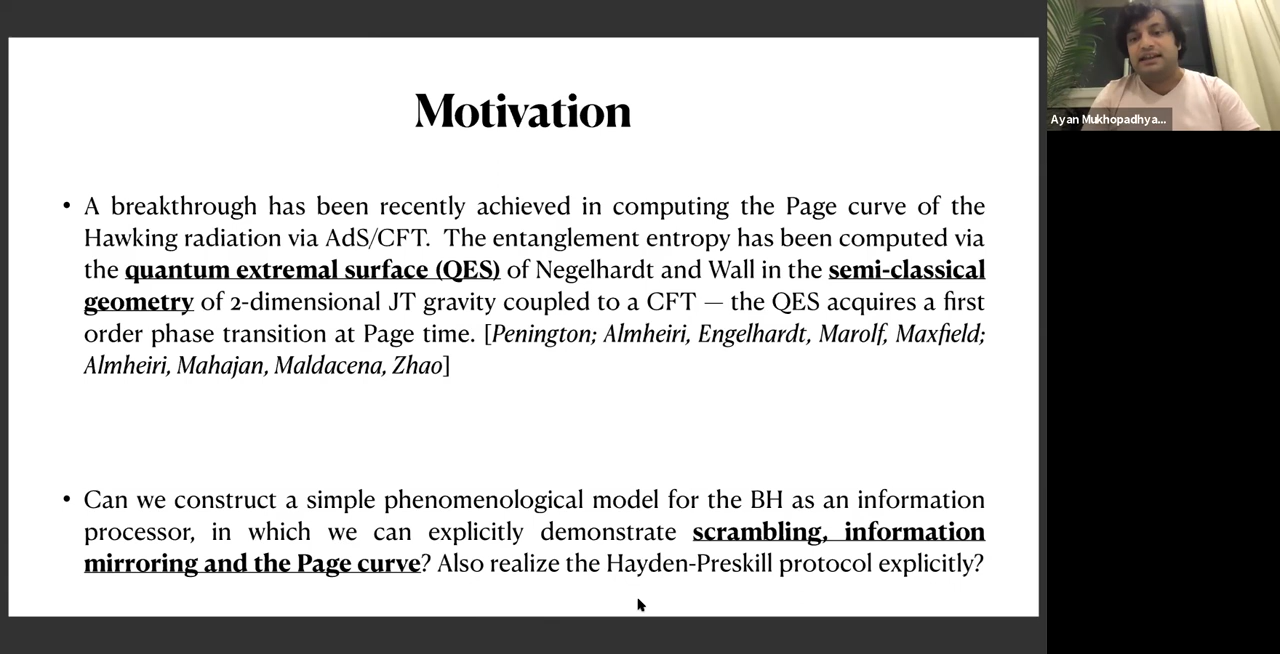 Motivation
• A breakthrough has been recently achieved in computing the Page curve of the
Hawking radiation via AdS/CFT. The entanglement entropy has been computed via
the quantum extremal surface (QES) of Negelhardt and Wall in the semi-classical
geometry of 2-dimensional JT gravity coupled to a CFT — the QES acquires a first
order phase transition at Page time. [Penington; Almheiri, Engelhardt, Marolf, Maxfield;
Almheiri, Mahajan, Maldacena, Zhao]
• Can we construct a simple phenomenological model for the BH as an information
processor, in which we can explicitly demonstrate scrambling, information
mirroring and the Page curve? Also realize the Hayden-Preskill protocol explicitly?
Ayan Mukhopadhya...